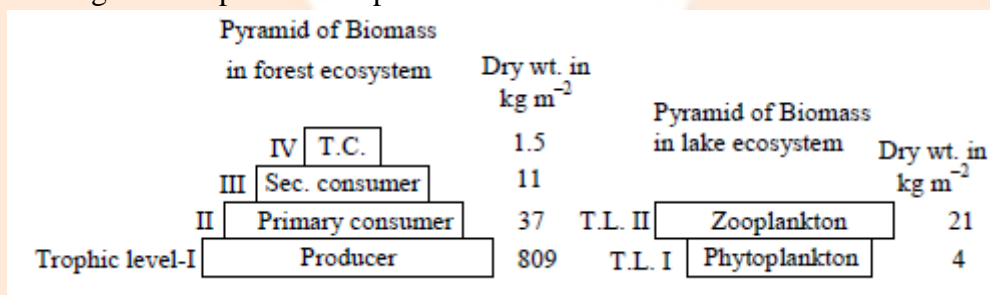 Pyramid of Biomass
in forest ecosystem
Dry wt. in
kg m⁻²
IV T.C. 1.5
III Sec. consumer 11
II Primary consumer 37
Trophic level-I Producer 809
Pyramid of Biomass
in lake ecosystem
Dry wt. in
kg m⁻²
T.L. II Zooplankton 21
T.L. I Phytoplankton 4